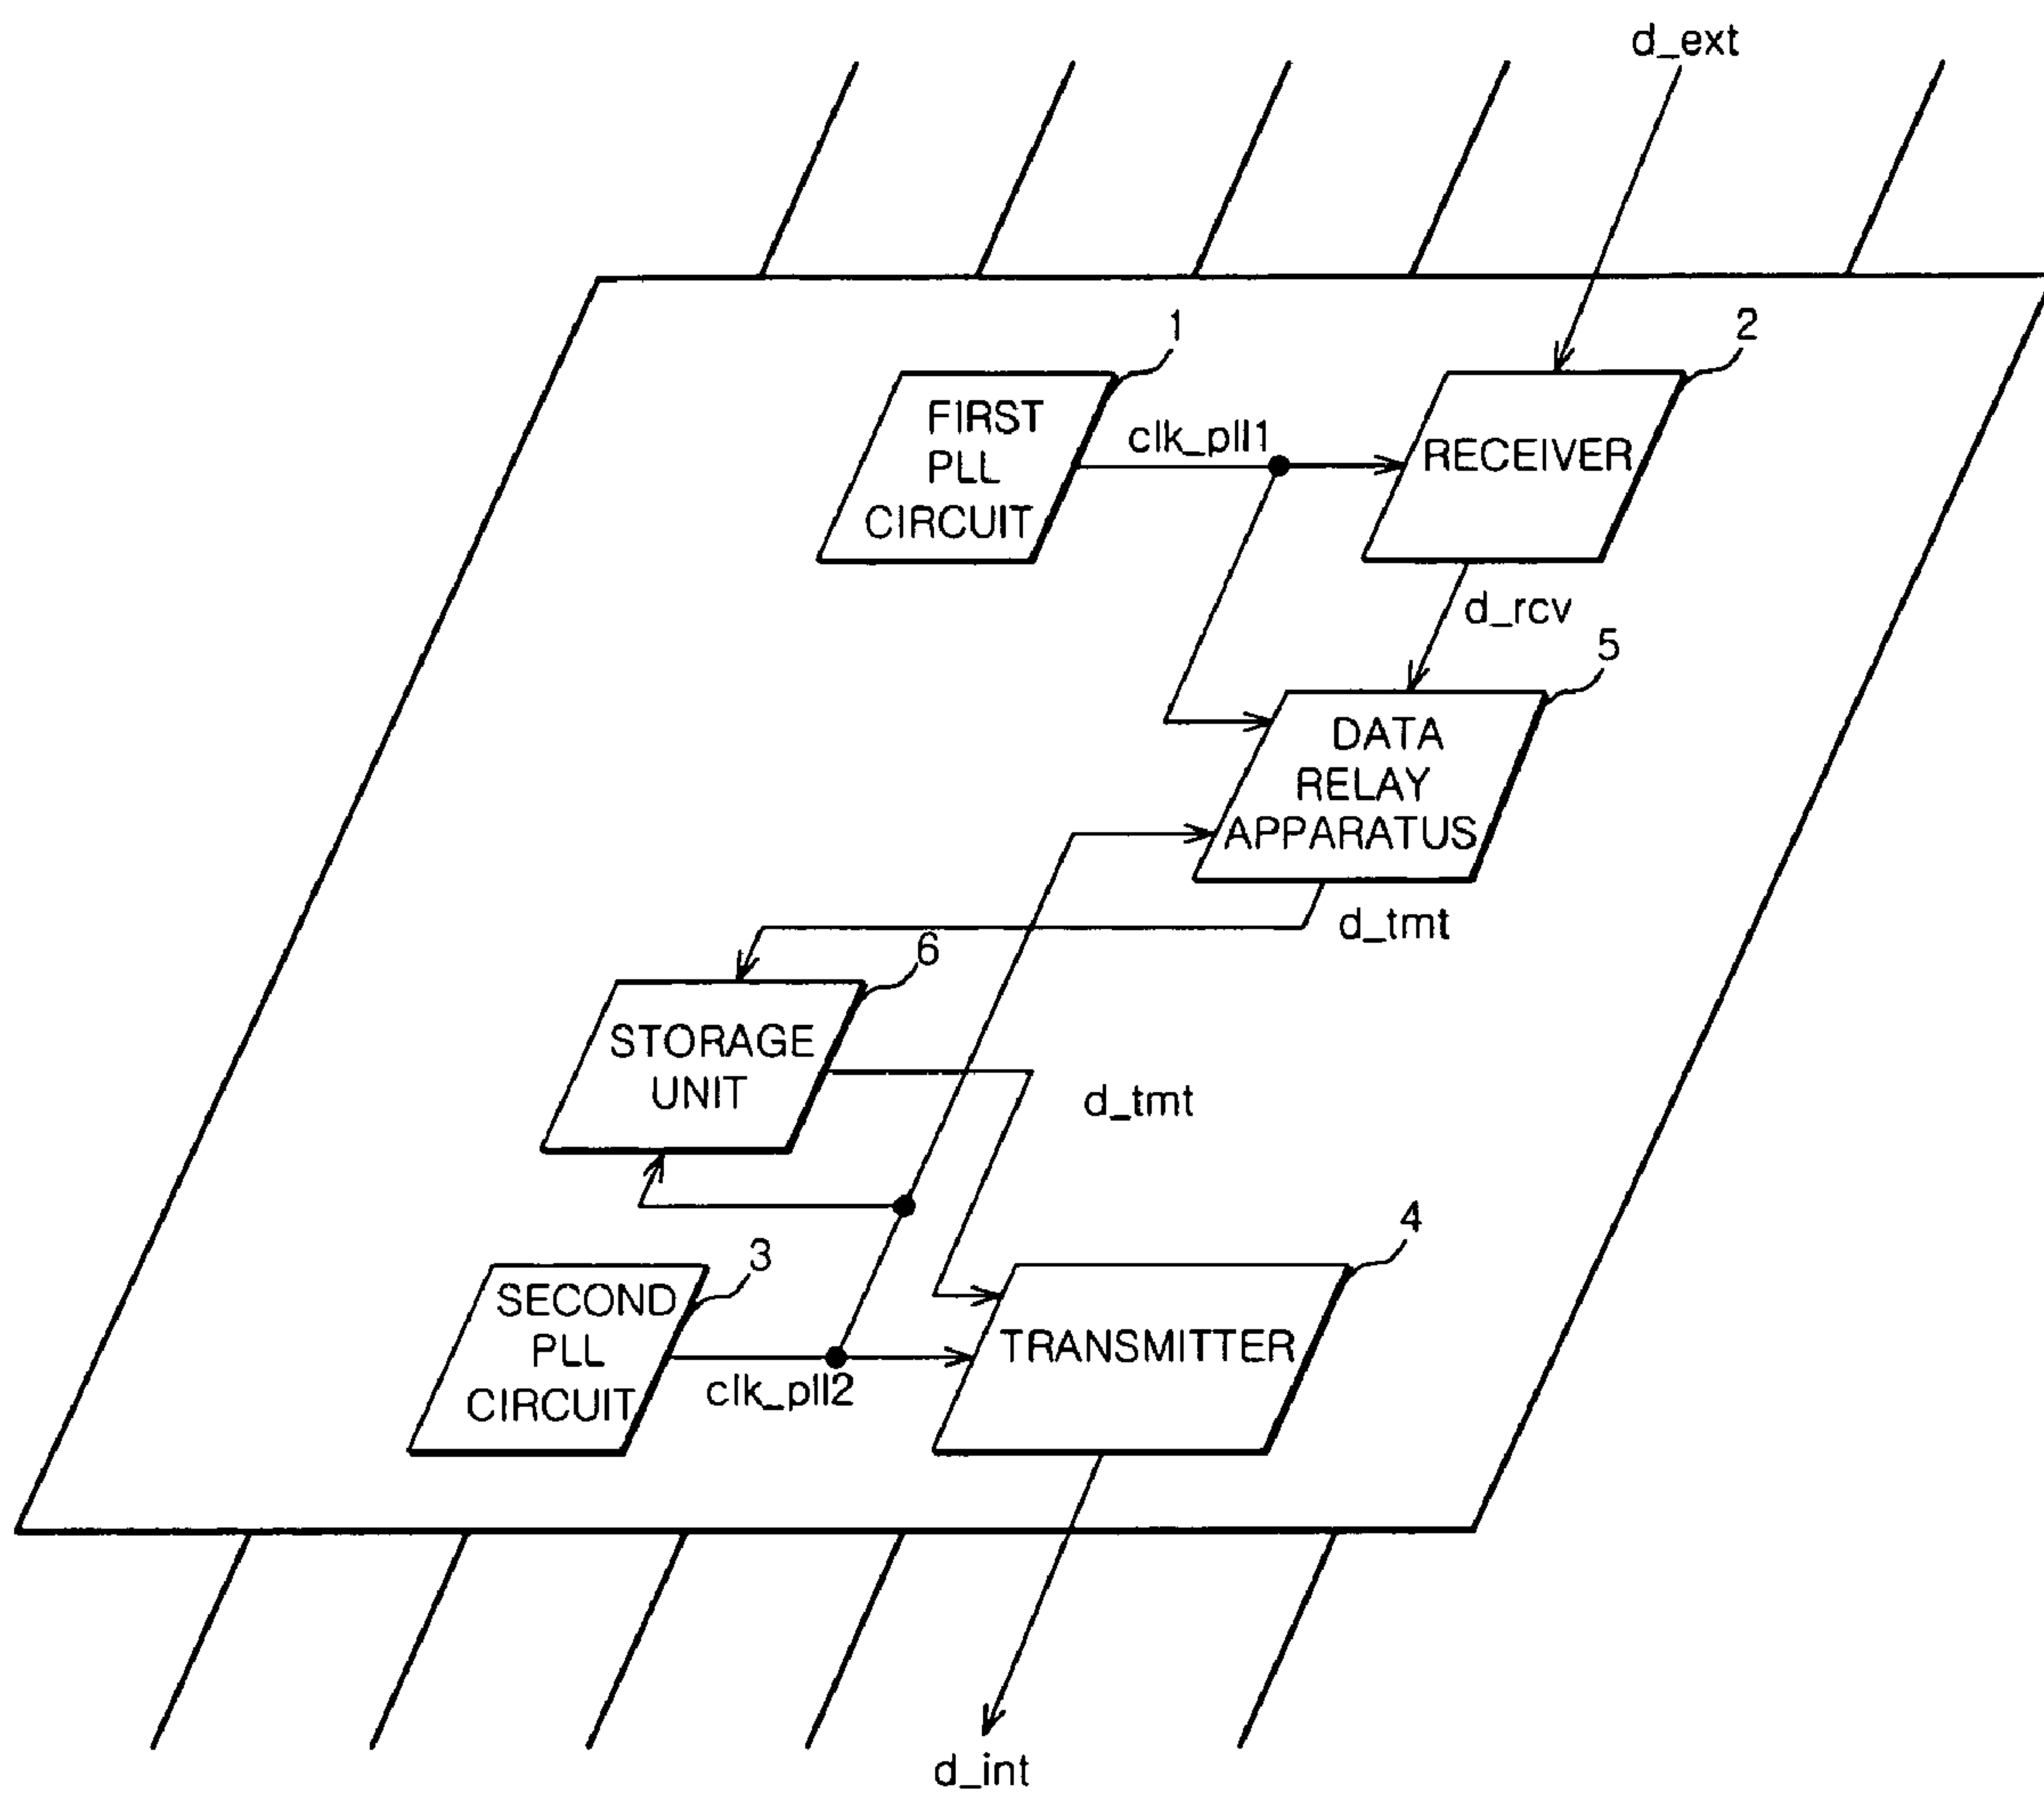 d_ext
1
2
FIRST
PLL
CIRCUIT
clk_pll1
RECEIVER
d_rcv
5
DATA
RELAY
APPARATUS
d_tmt
6
STORAGE
UNIT
d_tmt
4
3
SECOND
PLL
CIRCUIT
clk_pll2
TRANSMITTER
d_int